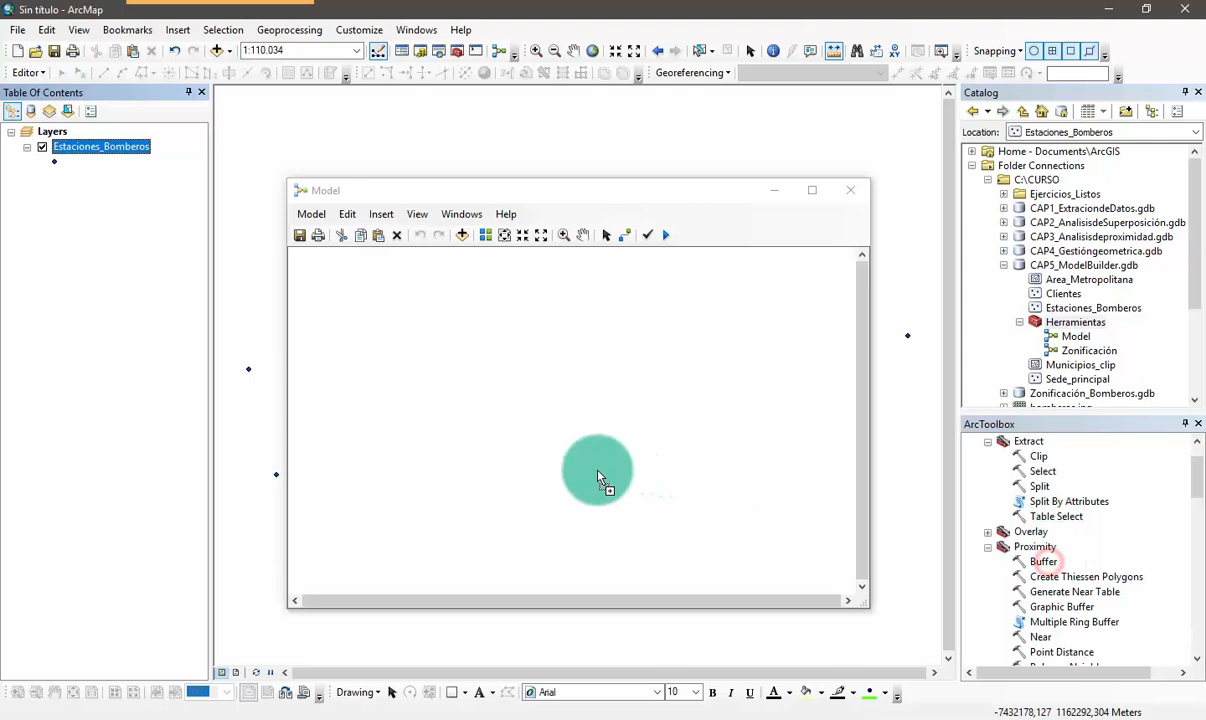 Sin título - ArcMap
File Edit View Bookmarks Insert Selection Geoprocessing Customize Windows Help
1:110.034
Snapping
Editor
Georeferencing
Table Of Contents
Layers
Estaciones_Bomberos
Model
Model Edit Insert View Windows Help
Catalog
Location: Estaciones_Bomberos
Home - Documents\ArcGIS
Folder Connections
C:\CURSO
Ejercicios_Listos
CAP1_ExtraciondeDatos.gdb
CAP2_AnalisisdeSuperposición.gdb
CAP3_Analisisdeproximidad.gdb
CAP4_Gestióngeometrica.gdb
CAP5_ModelBuilder.gdb
Area_Metropolitana
Clientes
Estaciones_Bomberos
Herramientas
Model
Zonificación
Municipios_clip
Sede_principal
Zonificación_Bomberos.gdb
ArcToolbox
Extract
Clip
Select
Split
Split By Attributes
Table Select
Overlay
Proximity
Buffer
Create Thiessen Polygons
Generate Near Table
Graphic Buffer
Multiple Ring Buffer
Near
Point Distance
Drawing
A
Arial
10
B I U A
-7432178,127 1162292,304 Meters